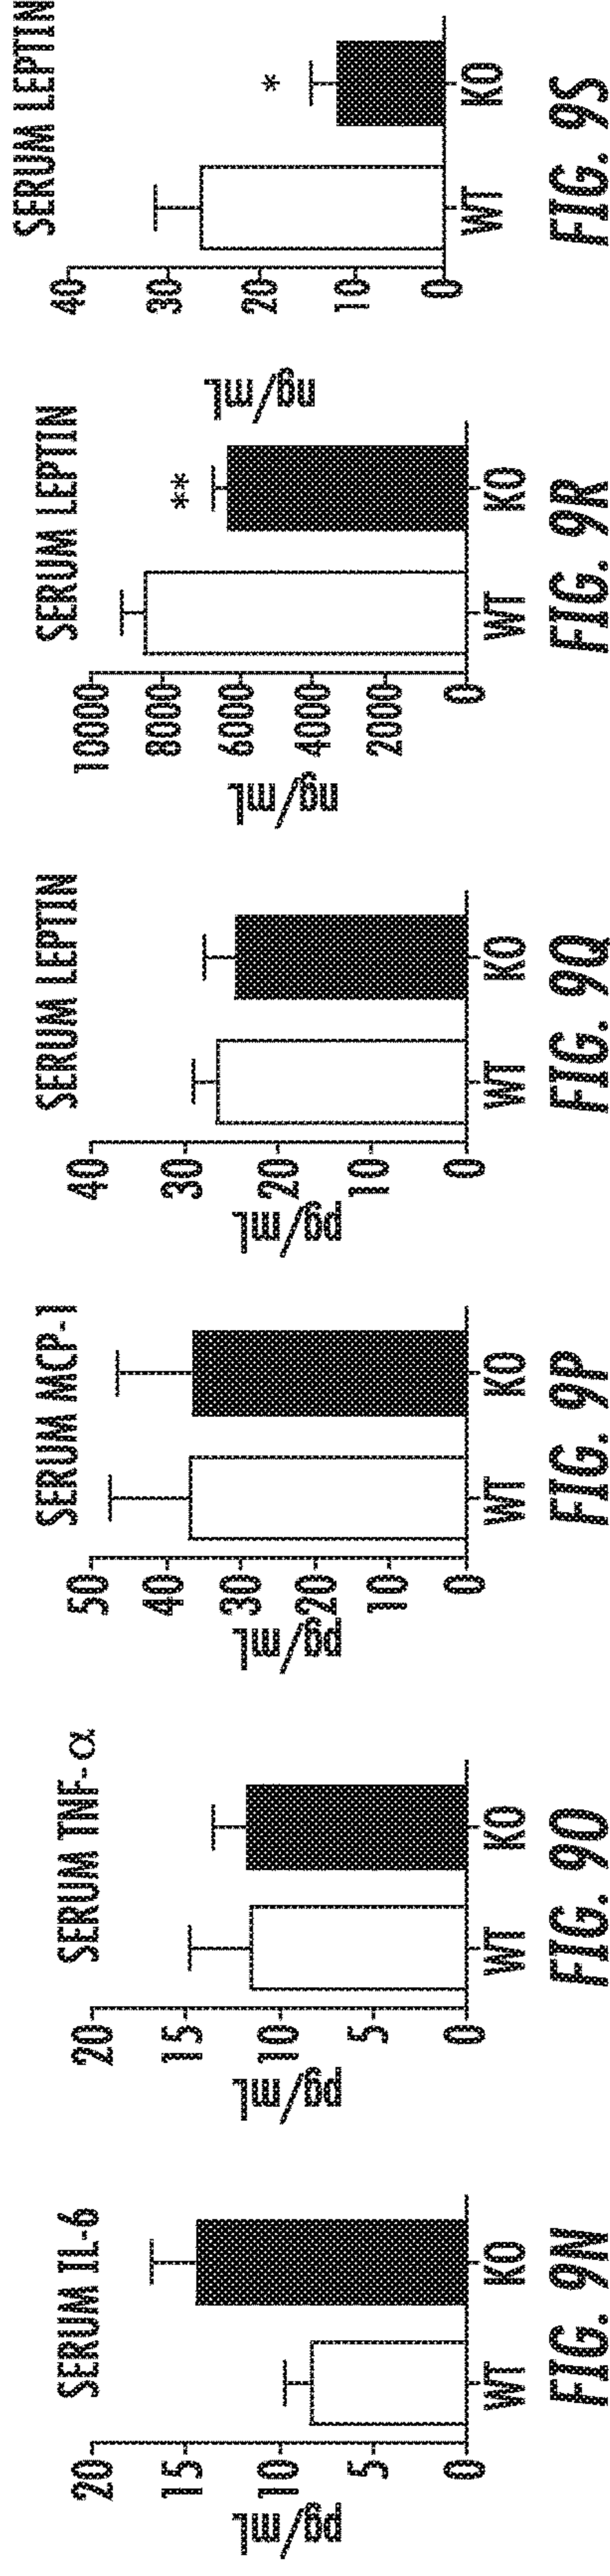 SERUM IL-6
pg/mL
20
15
10
5
0
WT
KO
FIG. 9N
SERUM TNF-α
pg/mL
20
15
10
5
0
WT
KO
FIG. 9O
SERUM MCP-1
pg/mL
50
40
30
20
10
0
WT
KO
FIG. 9P
SERUM LEPTIN
pg/mL
40
30
20
10
0
WT
KO
FIG. 9Q
SERUM LEPTIN
ng/mL
10000
8000
6000
4000
2000
0
**
WT
KO
FIG. 9R
SERUM LEPTIN
ng/mL
40
30
20
10
0
*
WT
KO
FIG. 9S